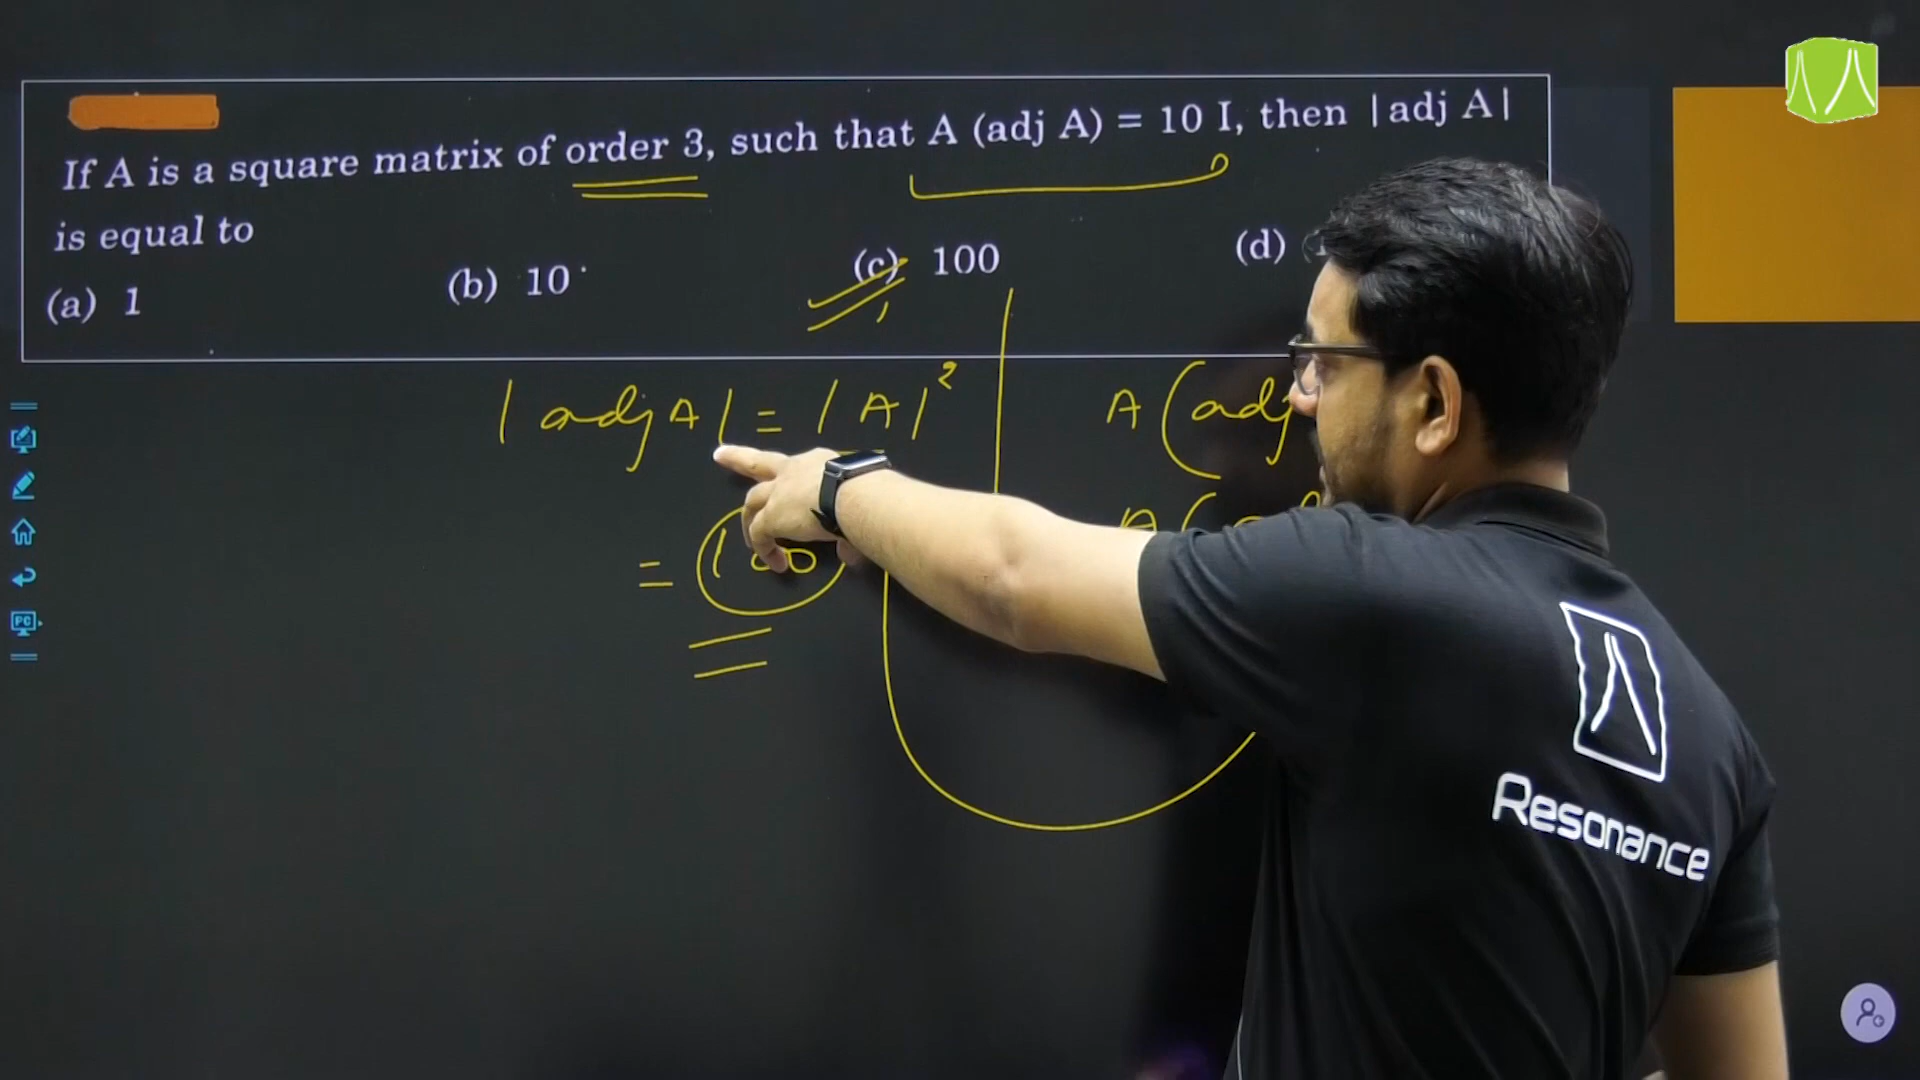 If A is a square matrix of order 3, such that A (adj A) = 10 I, then |adj A|
is equal to
(a) 1
(b) 10
(c) 100
(d)
|adj A| = |A|²
= 100
A (adj
A (
Resonance
PC